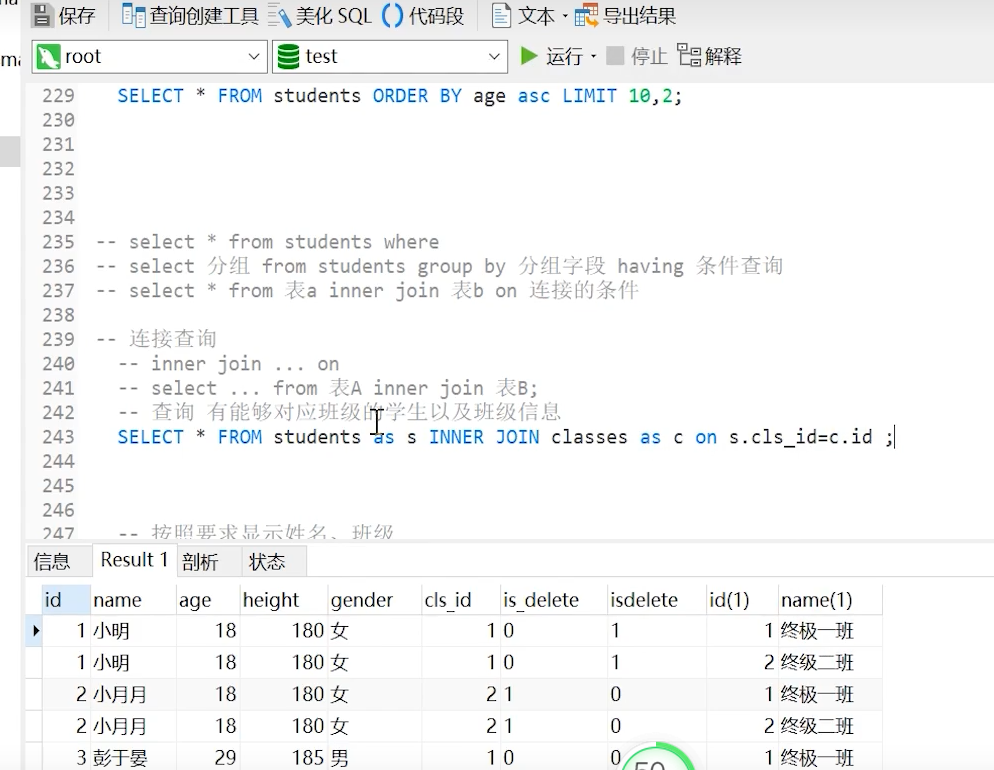 保存 查询创建工具 美化 SQL () 代码段 文本 · 导出结果
root test 运行 · 停止 解释
229 SELECT * FROM students ORDER BY age asc LIMIT 10,2;
230
231
232
233
234
235 -- select * from students where
236 -- select 分组 from students group by 分组字段 having 条件查询
237 -- select * from 表a inner join 表b on 连接的条件
238
239 -- 连接查询
240 -- inner join ... on
241 -- select ... from 表A inner join 表B;
242 -- 查询 有能够对应班级的学生以及班级信息
243 SELECT * FROM students as s INNER JOIN classes as c on s.cls_id=c.id ;
244
245
246
247 -- 按照要求显示姓名、班级
信息 Result 1 剖析 状态
id name age height gender cls_id is_delete isdelete id(1) name(1)
1 小明 18 180 女 1 0 1 1 终极一班
1 小明 18 180 女 1 0 1 2 终级二班
2 小月月 18 180 女 2 1 0 1 终极一班
2 小月月 18 180 女 2 1 0 2 终级二班
3 彭于晏 29 185 男 1 0 0 1 终极一班